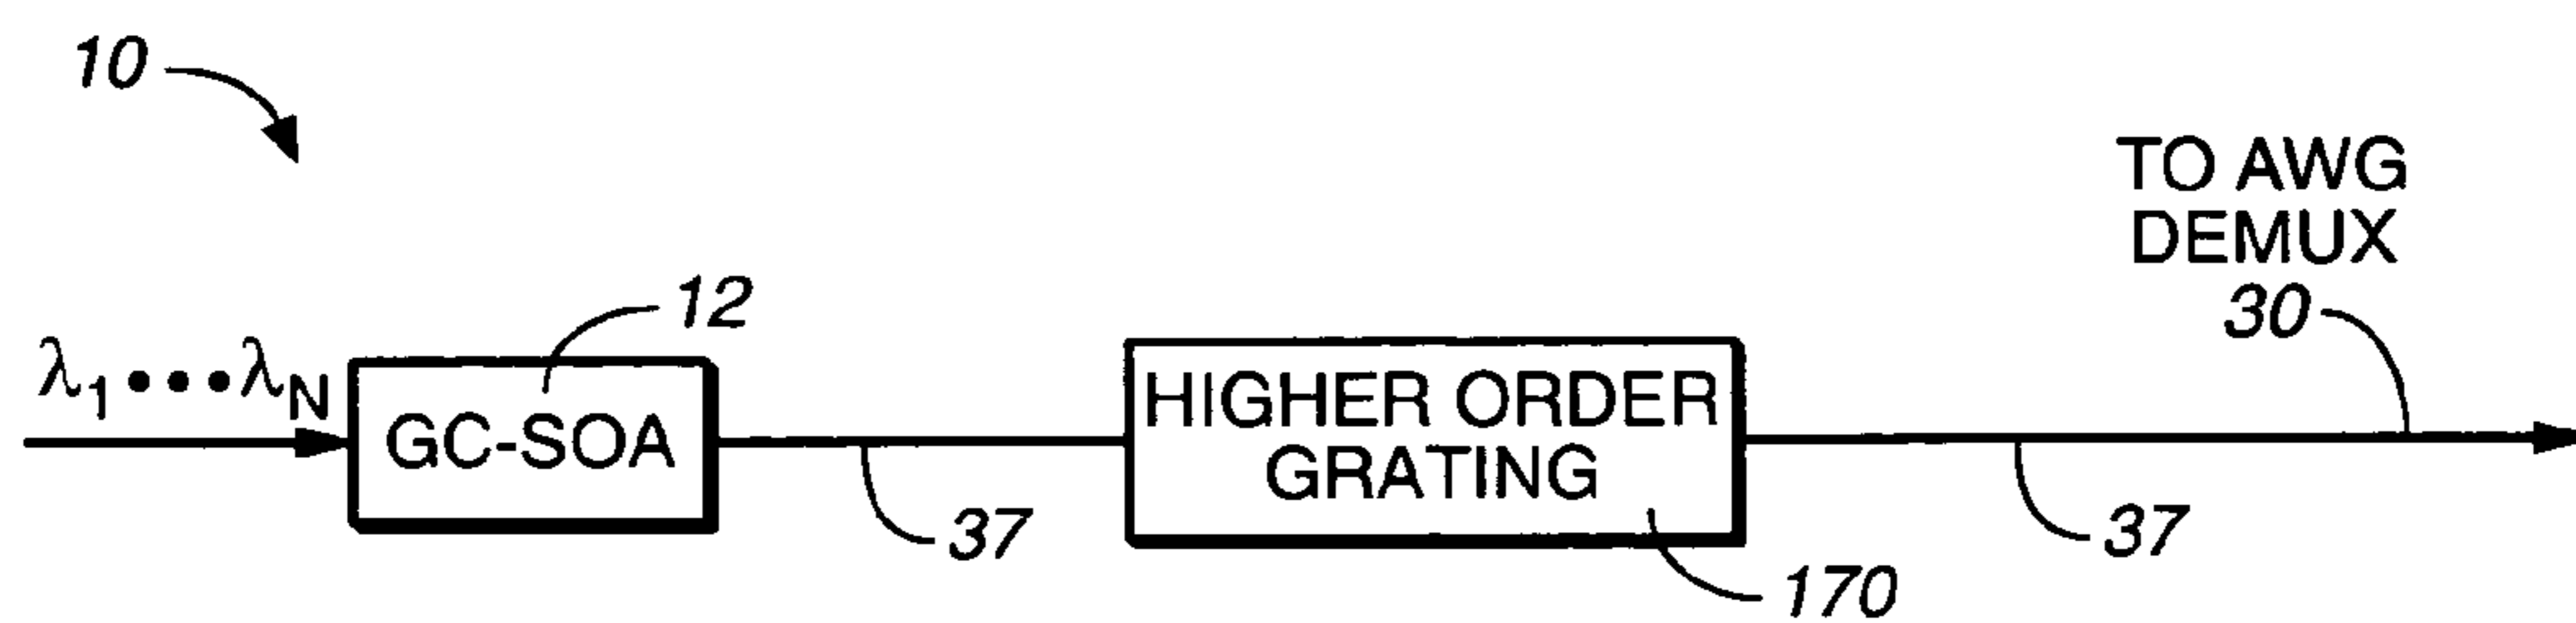 10
TO AWG
DEMUX
30
12
λ1•••λN
GC-SOA
HIGHER ORDER
GRATING
37
37
170